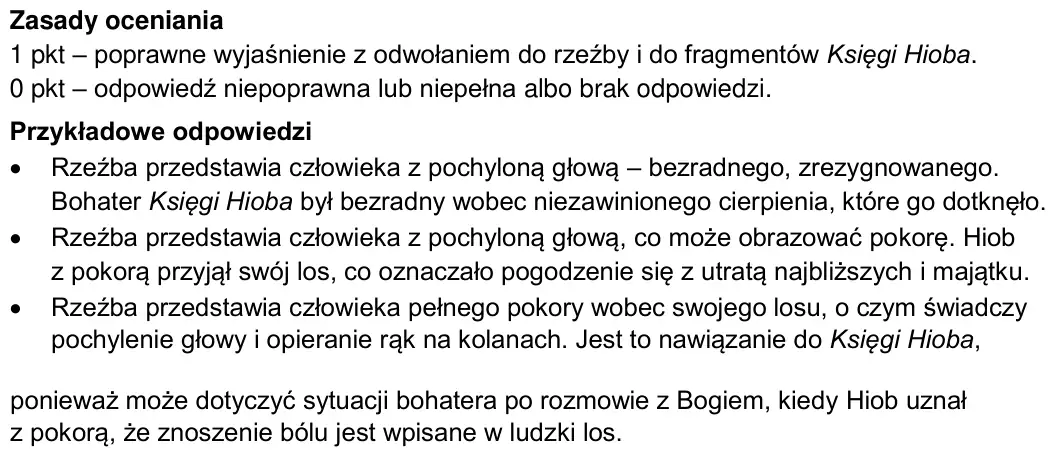 Zasady oceniania
1 pkt – poprawne wyjaśnienie z odwołaniem do rzeźby i do fragmentów Księgi Hioba.
0 pkt – odpowiedź niepoprawna lub niepełna albo brak odpowiedzi.
Przykładowe odpowiedzi
• Rzeźba przedstawia człowieka z pochyloną głową – bezradnego, zrezygnowanego.
Bohater Księgi Hioba był bezradny wobec niezawinionego cierpienia, które go dotknęło.
• Rzeźba przedstawia człowieka z pochyloną głową, co może obrazować pokorę. Hiob
z pokorą przyjął swój los, co oznaczało pogodzenie się z utratą najbliższych i majątku.
• Rzeźba przedstawia człowieka pełnego pokory wobec swojego losu, o czym świadczy
pochylenie głowy i opieranie rąk na kolanach. Jest to nawiązanie do Księgi Hioba,
ponieważ może dotyczyć sytuacji bohatera po rozmowie z Bogiem, kiedy Hiob uznał
z pokorą, że znoszenie bólu jest wpisane w ludzki los.